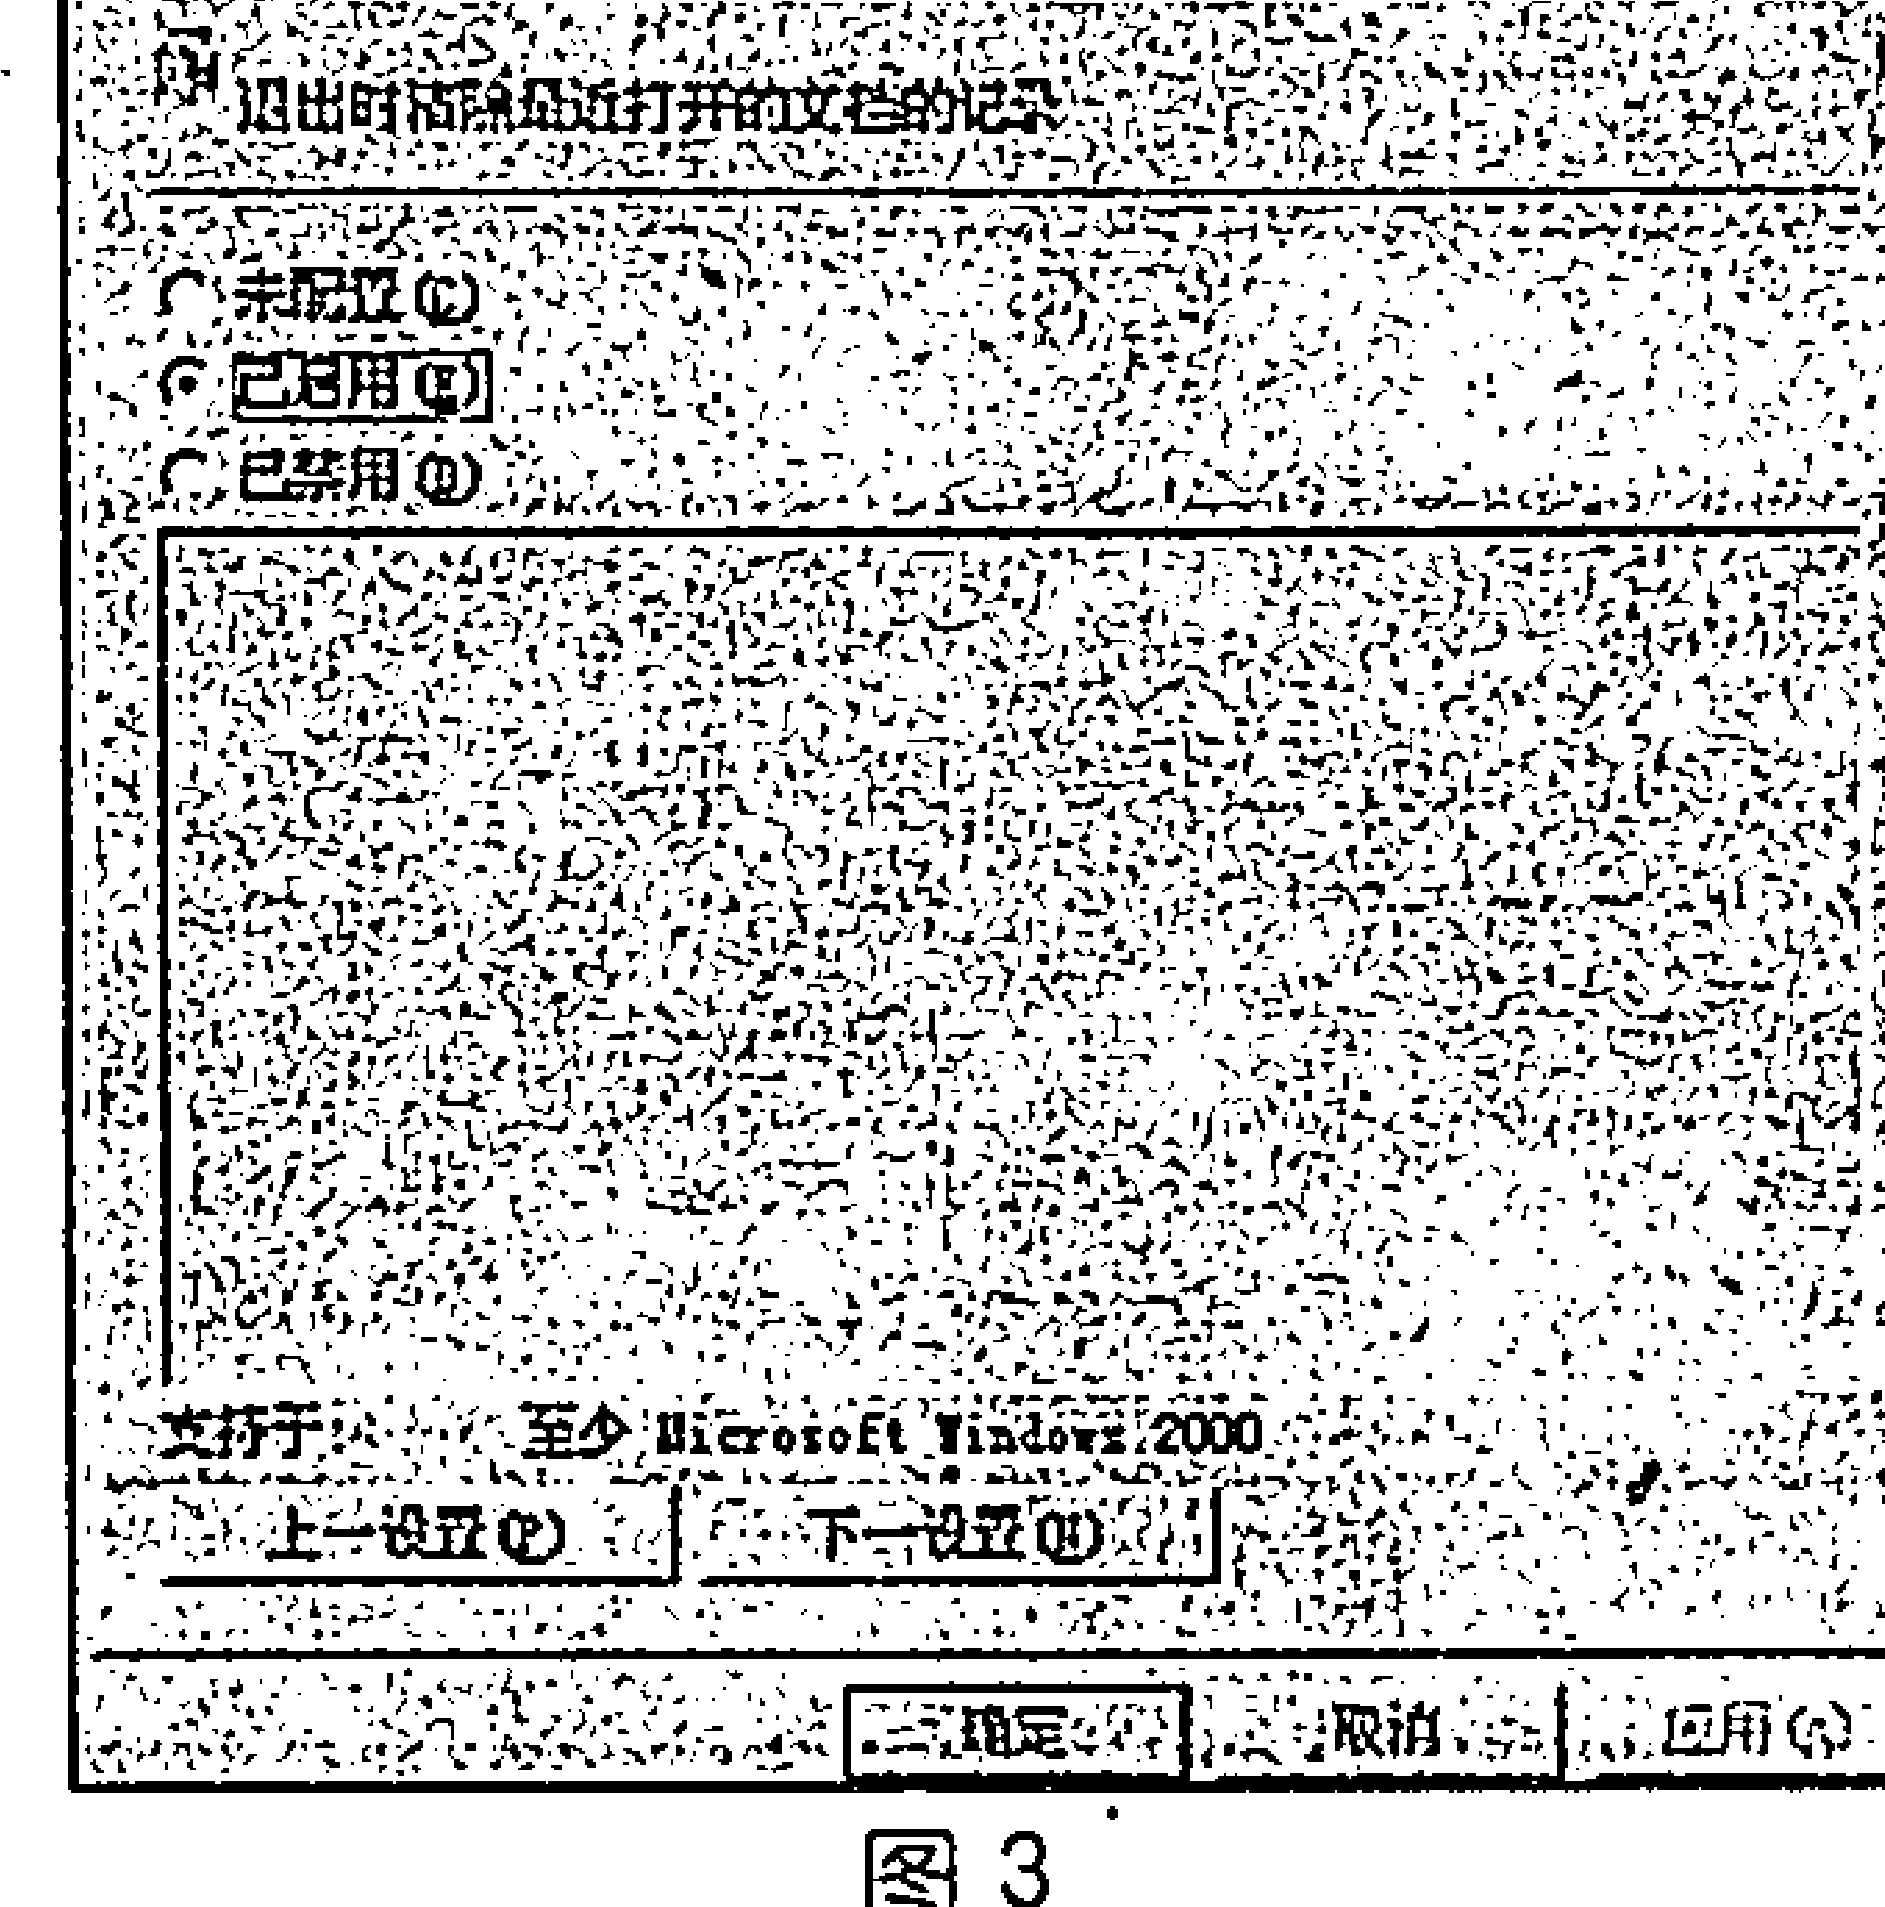 退出时清除最近打开的文档的记录
未配置(C)
已启用(E)
已禁用(D)
支持于 至少 Microsoft Windows 2000
上一设置(P) 下一设置(N)
确定 取消 应用(A)
图 3